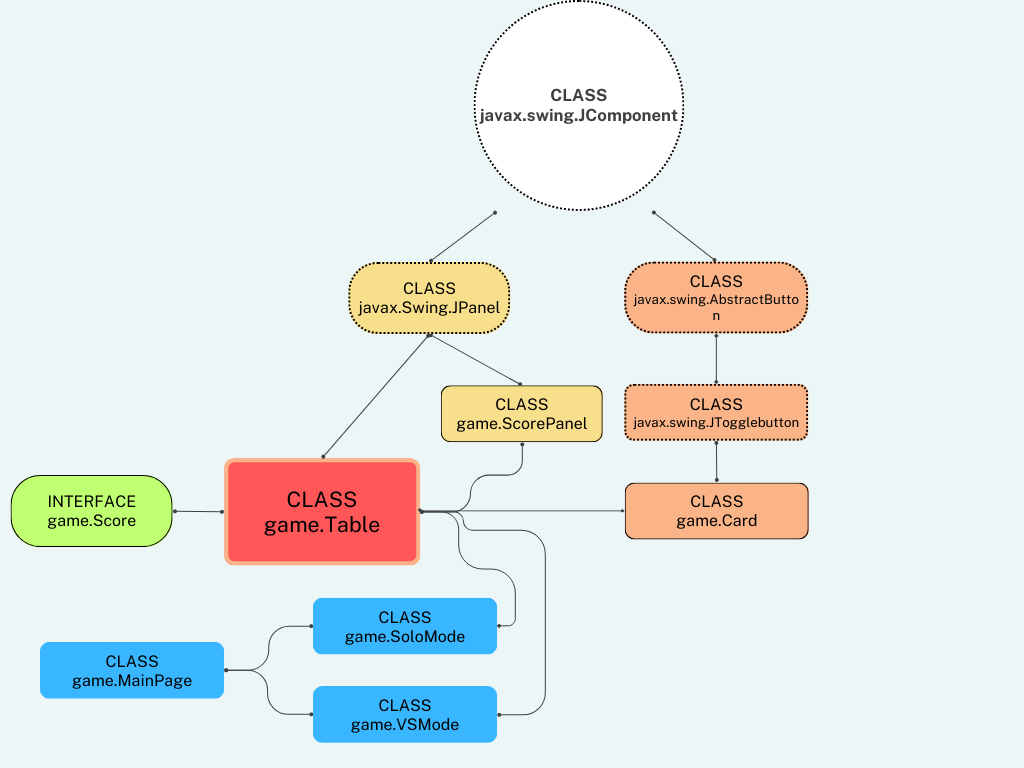 CLASS
javax.swing.JComponent
CLASS
javax.Swing.JPanel
CLASS
javax.swing.AbstractButto
n
CLASS
game.ScorePanel
CLASS
javax.swing.JTogglebutton
INTERFACE
game.Score
CLASS
game.Table
CLASS
game.Card
CLASS
game.SoloMode
CLASS
game.MainPage
CLASS
game.VSMode